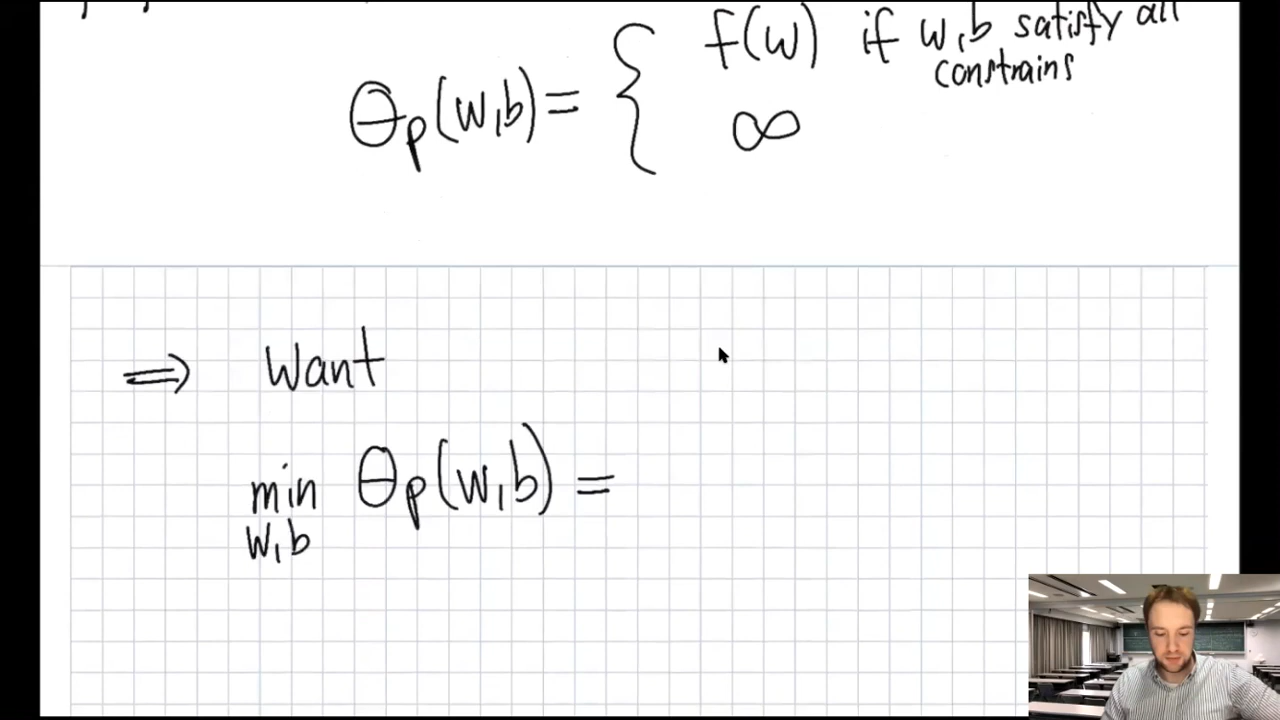 θp(w,b) = { f(w) if w,b satisfy all
constrains
∞
⇒ Want
min θp(w,b) =
w,b